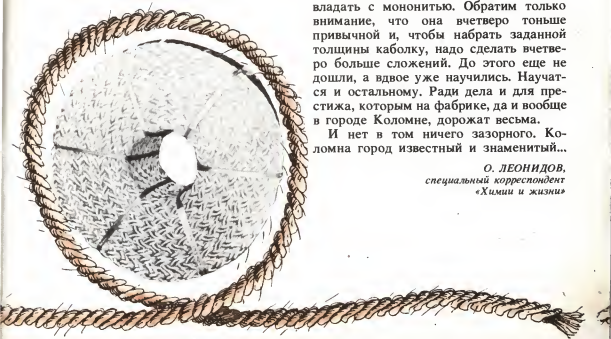 владать с мононитью. Обратим только
внимание, что она вчетверо тоньше
привычной и, чтобы набрать заданной
толщины каболку, надо сделать вчетве-
ро больше сложений. До этого еще не
дошли, а вдвое уже научились. Научат-
ся и остальному. Ради дела и для пре-
стижа, которым на фабрике, да и вообще
в городе Коломне, дорожат весьма.
И нет в том ничего зазорного. Ко-
ломна город известный и знаменитый...
О. ЛЕОНИДОВ,
специальный корреспондент
«Химии и жизни»